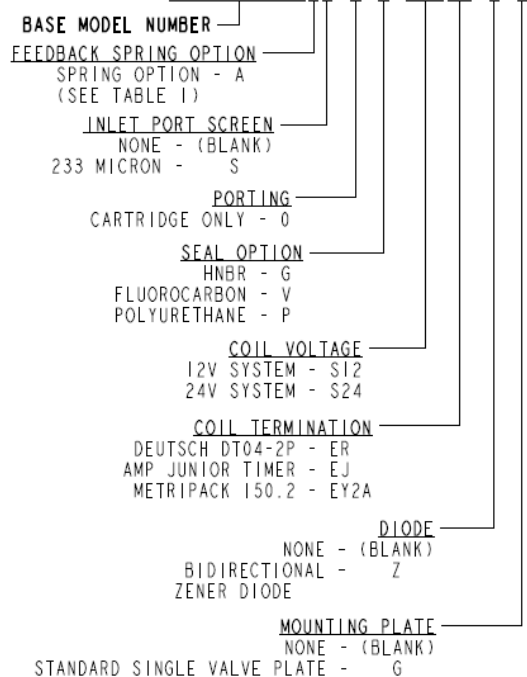 BASE MODEL NUMBER
FEEDBACK SPRING OPTION
SPRING OPTION - A
(SEE TABLE 1)
INLET PORT SCREEN
NONE - (BLANK)
233 MICRON - S
PORTING
CARTRIDGE ONLY - 0
SEAL OPTION
HNBR - G
FLUOROCARBON - V
POLYURETHANE - P
COIL VOLTAGE
12V SYSTEM - S12
24V SYSTEM - S24
COIL TERMINATION
DEUTSCH DT04-2P - ER
AMP JUNIOR TIMER - EJ
METRIPACK 150.2 - EY2A
DIODE
NONE - (BLANK)
BIDIRECTIONAL - Z
ZENER DIODE
MOUNTING PLATE
NONE - (BLANK)
STANDARD SINGLE VALVE PLATE - G